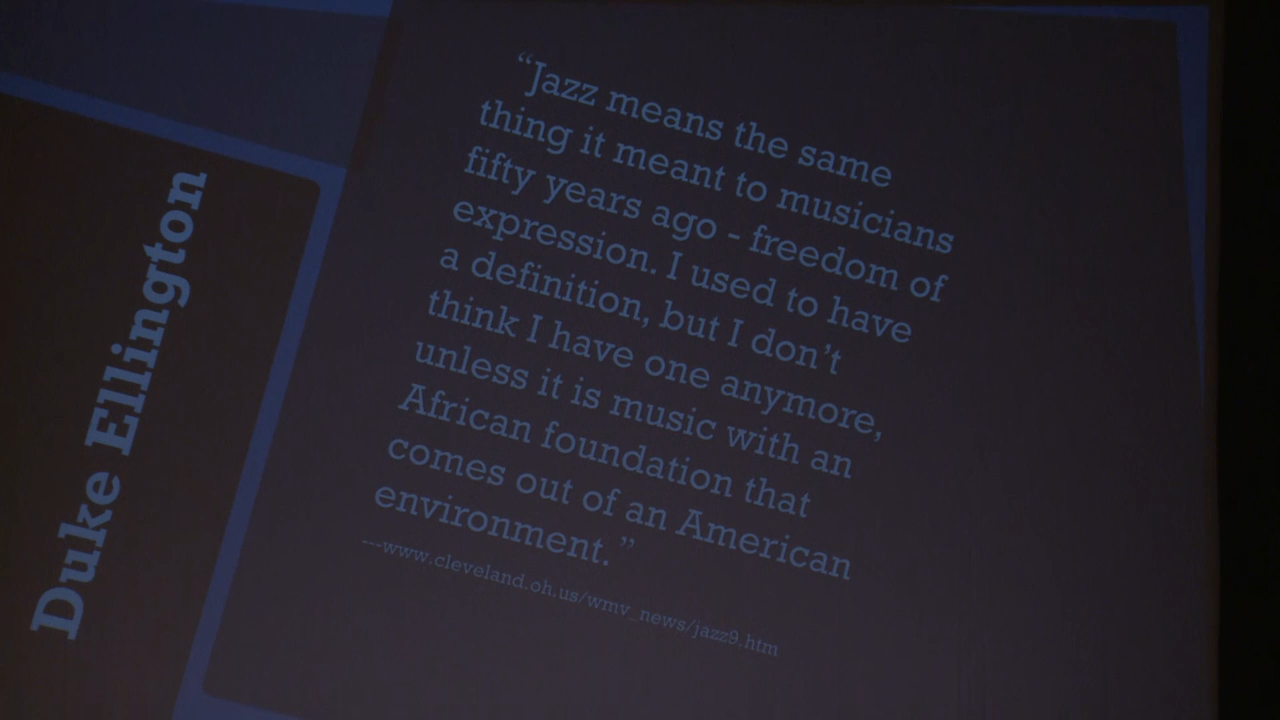 Duke Ellington
“Jazz means the same
thing it meant to musicians
fifty years ago - freedom of
expression. I used to have
a definition, but I don’t
think I have one anymore,
unless it is music with an
African foundation that
comes out of an American
environment.”
---www.cleveland.oh.us/wmv_news/jazz9.htm